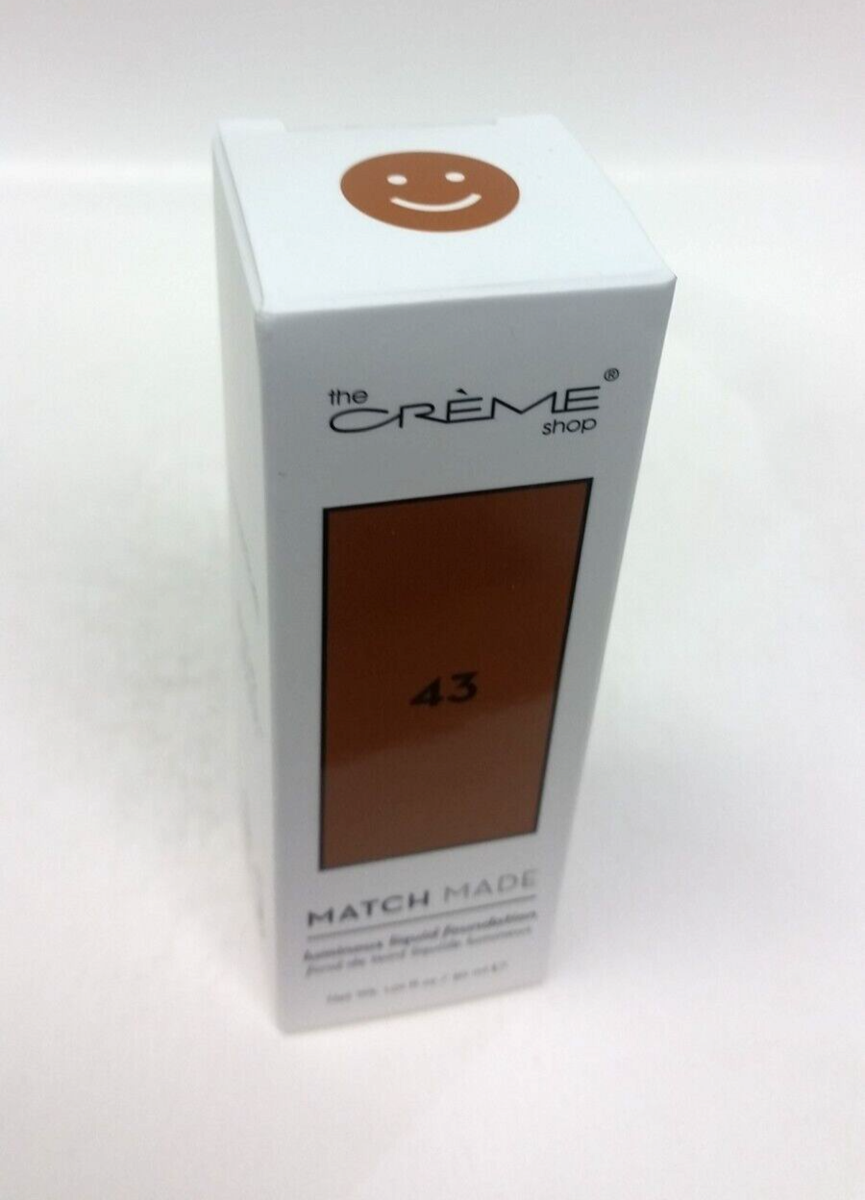 the
CRÈME®
shop
43
MATCH MADE
luminous liquid foundation
fond de teint liquide lumineux